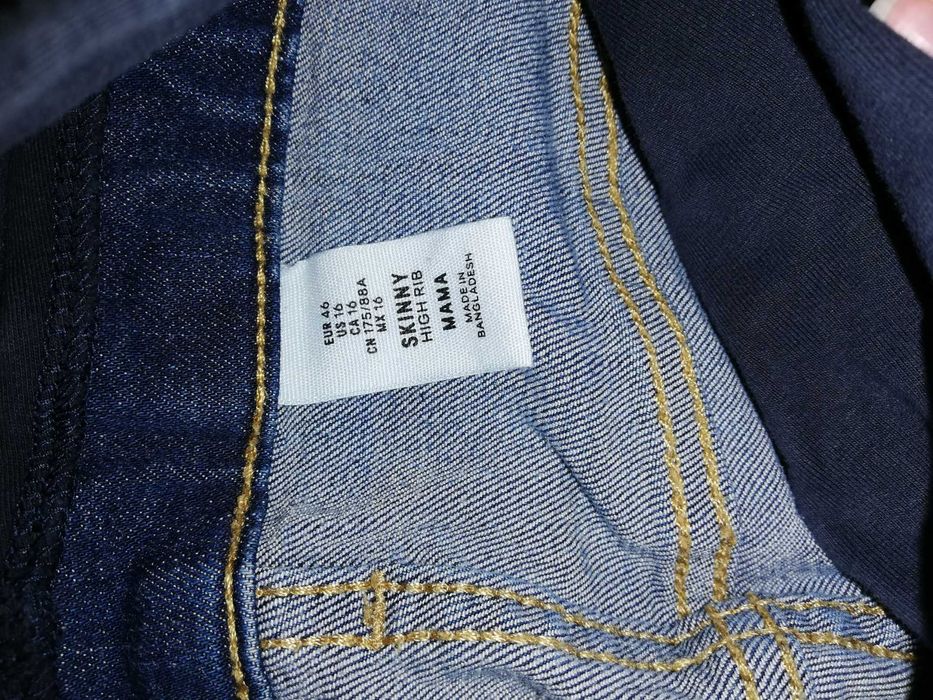 EUR 46
US 16
CA 16
CN 175/88A
MX 16
SKINNY
HIGH RIB
MAMA
MADE IN
BANGLADESH